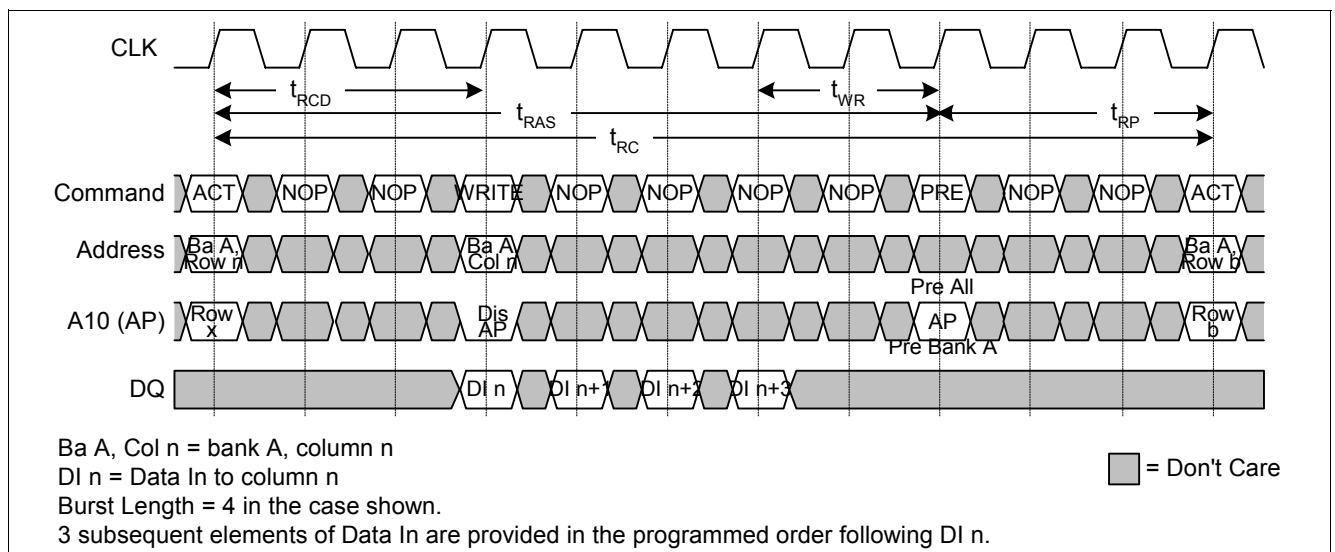 CLK
tRCD
tWR
tRAS
tRP
tRC
Command ACT NOP NOP WRITE NOP NOP NOP NOP PRE NOP NOP ACT
Address Ba A, Row n Ba A Col n Ba A, Row b
Pre All
A10 (AP) Row x Dis AP AP Row b
Pre Bank A
DQ DI n DI n+1 DI n+2 DI n+3
Ba A, Col n = bank A, column n
DI n = Data In to column n
= Don't Care
Burst Length = 4 in the case shown.
3 subsequent elements of Data In are provided in the programmed order following DI n.